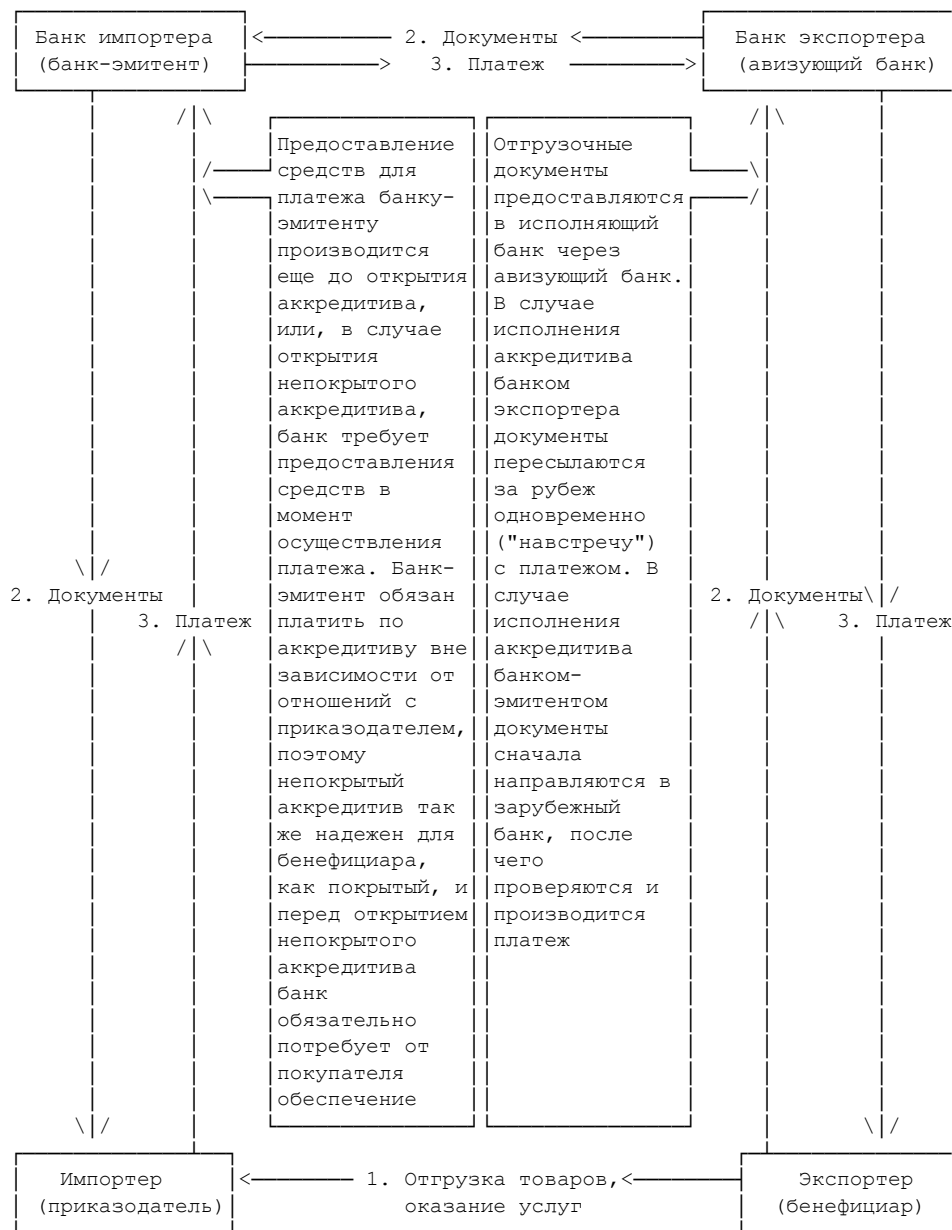 Банк импортера
(банк-эмитент)
2. Документы
3. Платеж
Банк экспортера
(авизующий банк)
Предоставление
средств для
платежа банку-
эмитенту
производится
еще до открытия
аккредитива,
или, в случае
открытия
непокрытого
аккредитива,
банк требует
предоставления
средств в
момент
осуществления
платежа. Банк-
эмитент обязан
платить по
аккредитиву вне
зависимости от
отношений с
приказодателем,
поэтому
непокрытый
аккредитив так
же надежен для
бенефициара,
как покрытый, и
перед открытием
непокрытого
аккредитива
банк
обязательно
потребует от
покупателя
обеспечение
Отгрузочные
документы
предоставляются
в исполняющий
банк через
авизующий банк.
В случае
исполнения
аккредитива
банком
экспортера
документы
пересылаются
за рубеж
одновременно
("навстречу")
с платежом. В
случае
исполнения
аккредитива
банком-
эмитентом
документы
сначала
направляются в
зарубежный
банк, после
чего
проверяются и
производится
платеж
2. Документы
3. Платеж
2. Документы
3. Платеж
Импортер
(приказодатель)
1. Отгрузка товаров,
оказание услуг
Экспортер
(бенефициар)